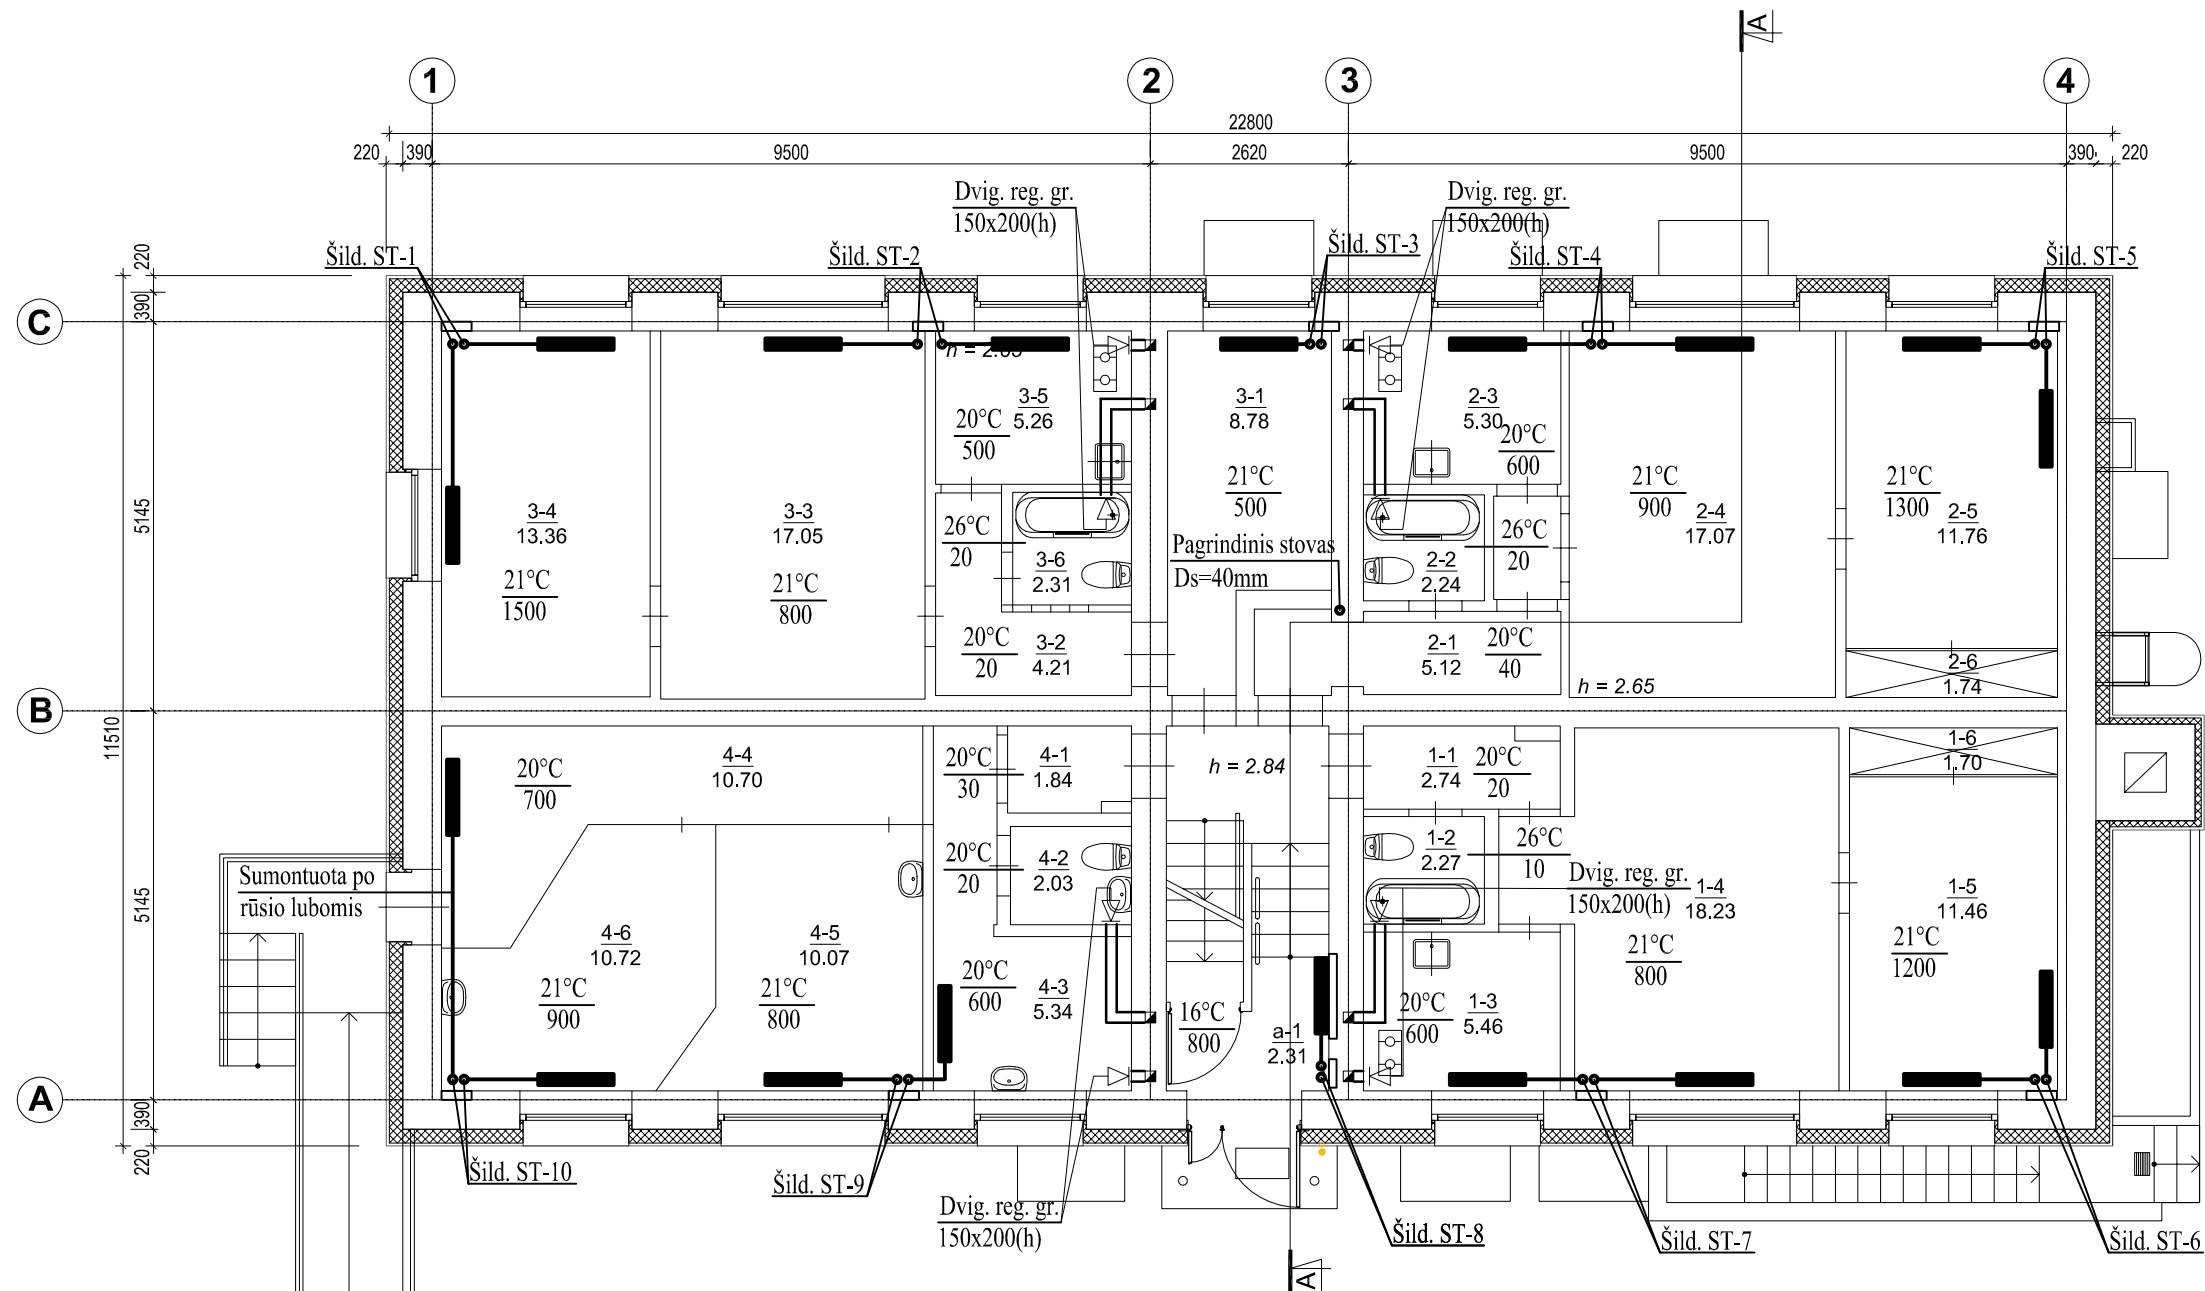 A
1
2
3
4
22800
220
390
9500
2620
9500
390
220
Dvig. reg. gr.
150x200(h)
Dvig. reg. gr.
150x200(h)
Šild. ST-1
Šild. ST-2
Šild. ST-3
Šild. ST-4
Šild. ST-5
220
390
C
h = 2.65
3-5
5.26
20°C
500
3-1
8.78
2-3
5.30
20°C
600
21°C
500
21°C
900
21°C
1300
5145
3-4
13.36
3-3
17.05
26°C
20
2-4
17.07
2-5
11.76
26°C
20
Pagrindinis stovas
Ds=40mm
3-6
2.31
2-2
2.24
21°C
1500
21°C
800
20°C
20
3-2
4.21
2-1
5.12
20°C
40
2-6
1.74
h = 2.65
B
11510
4-4
10.70
20°C
700
20°C
30
4-1
1.84
h = 2.84
1-1
2.74
20°C
20
1-6
1.70
5145
Sumontuota po
rūsio lubomis
20°C
20
4-2
2.03
1-2
2.27
26°C
10
Dvig. reg. gr.
150x200(h)
1-4
18.23
1-5
11.46
4-6
10.72
4-5
10.07
21°C
900
21°C
800
20°C
600
4-3
5.34
16°C
800
a-1
2.31
20°C
600
1-3
5.46
21°C
800
21°C
1200
A
390
220
Šild. ST-10
Šild. ST-9
Dvig. reg. gr.
150x200(h)
Šild. ST-8
Šild. ST-7
Šild. ST-6
A